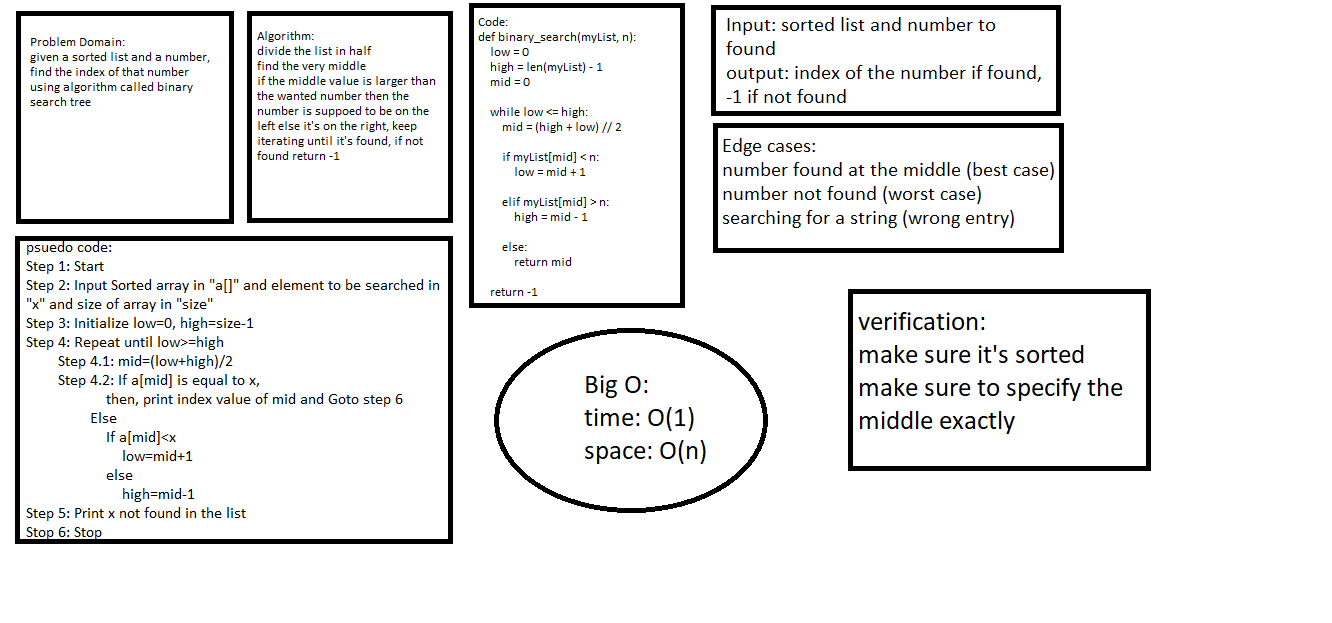 Problem Domain:
given a sorted list and a number,
find the index of that number
using algorithm called binary
search tree
Algorithm:
divide the list in half
find the very middle
if the middle value is larger than
the wanted number then the
number is suppoed to be on the
left else it's on the right, keep
iterating until it's found, if not
found return -1
Code:
def binary_search(myList, n):
low = 0
high = len(myList) - 1
mid = 0
while low <= high:
mid = (high + low) // 2
if myList[mid] < n:
low = mid + 1
elif myList[mid] > n:
high = mid - 1
else:
return mid
return -1
Input: sorted list and number to
found
output: index of the number if found,
-1 if not found
Edge cases:
number found at the middle (best case)
number not found (worst case)
searching for a string (wrong entry)
psuedo code:
Step 1: Start
Step 2: Input Sorted array in "a[]" and element to be searched in
"x" and size of array in "size"
Step 3: Initialize low=0, high=size-1
Step 4: Repeat until low>=high
Step 4.1: mid=(low+high)/2
Step 4.2: If a[mid] is equal to x,
then, print index value of mid and Goto step 6
Else
If a[mid]<x
low=mid+1
else
high=mid-1
Step 5: Print x not found in the list
Stop 6: Stop
Big O:
time: O(1)
space: O(n)
verification:
make sure it's sorted
make sure to specify the
middle exactly